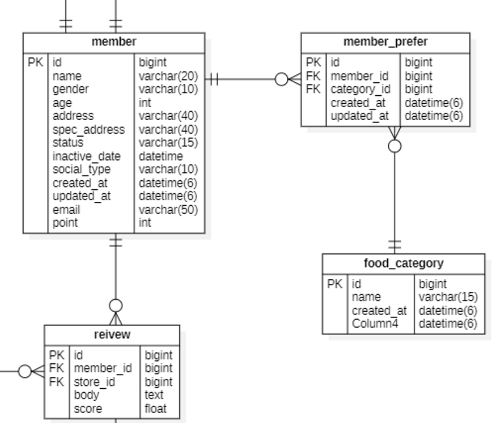 member
PK id bigint
name varchar(20)
gender varchar(10)
age int
address varchar(40)
spec_address varchar(40)
status varchar(15)
inactive_date datetime
social_type varchar(10)
created_at datetime(6)
updated_at datetime(6)
email varchar(50)
point int
member_prefer
PK id bigint
FK member_id bigint
FK category_id bigint
created_at datetime(6)
updated_at datetime(6)
food_category
PK id bigint
name varchar(15)
created_at datetime(6)
Column4 datetime(6)
reivew
PK id bigint
FK member_id bigint
FK store_id bigint
body text
score float